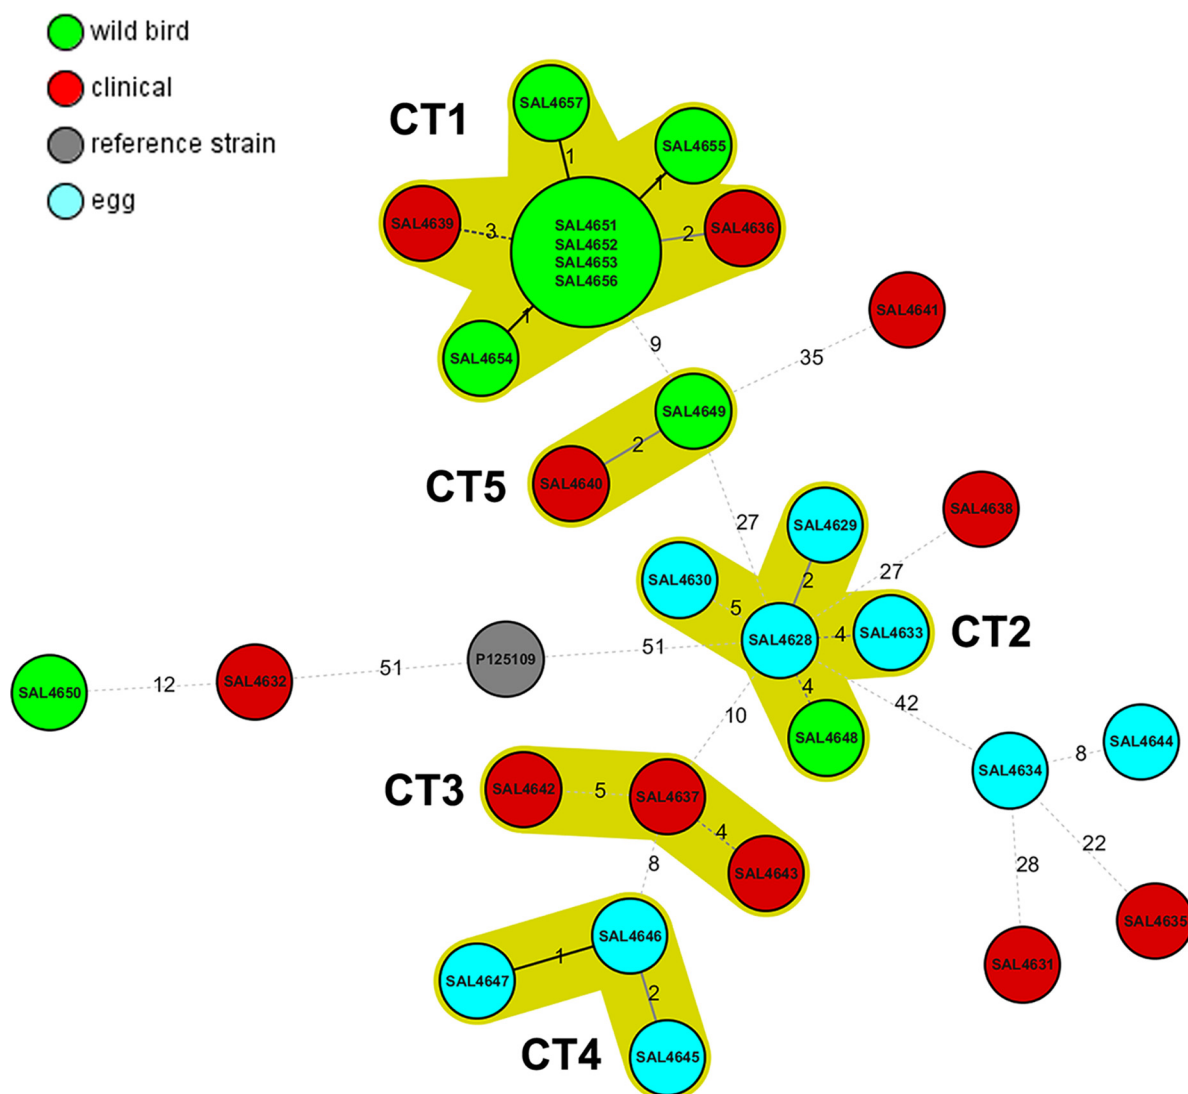 wild bird
clinical
reference strain
egg
CT1
SAL4657
1
SAL4655
1
SAL4639
3
SAL4651
SAL4652
SAL4653
SAL4656
2
SAL4636
1
SAL4654
9
SAL4641
35
SAL4649
2
CT5
SAL4640
27
SAL4638
27
SAL4629
2
SAL4630
5
SAL4628
4
SAL4633
CT2
4
SAL4648
51
P125109
51
SAL4632
12
SAL4650
10
42
SAL4634
8
SAL4644
22
28
SAL4635
SAL4631
CT3
SAL4642
5
SAL4637
4
SAL4643
8
SAL4646
1
SAL4647
2
CT4
SAL4645